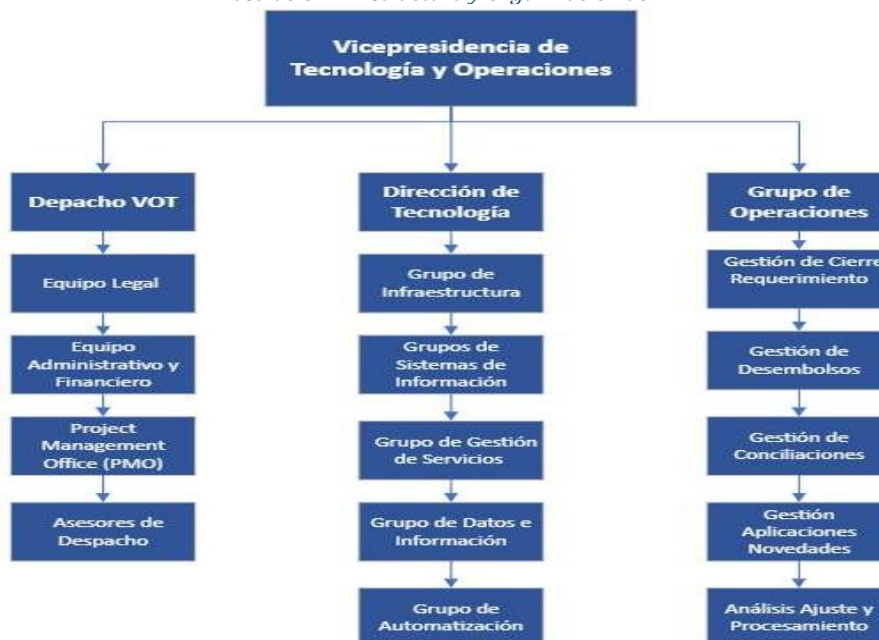 Vicepresidencia de
Tecnología y Operaciones
Depacho VOT
Equipo Legal
Equipo
Administrativo y
Financiero
Project
Management
Office (PMO)
Asesores de
Despacho
Dirección de
Tecnología
Grupo de
Infraestructura
Grupos de
Sistemas de
Información
Grupo de Gestión
de Servicios
Grupo de Datos e
Información
Grupo de
Automatización
Grupo de
Operaciones
Gestión de Cierre
Requerimiento
Gestión de
Desembolsos
Gestión de
Conciliaciones
Gestión
Aplicaciones
Novedades
Análisis Ajuste y
Procesamiento